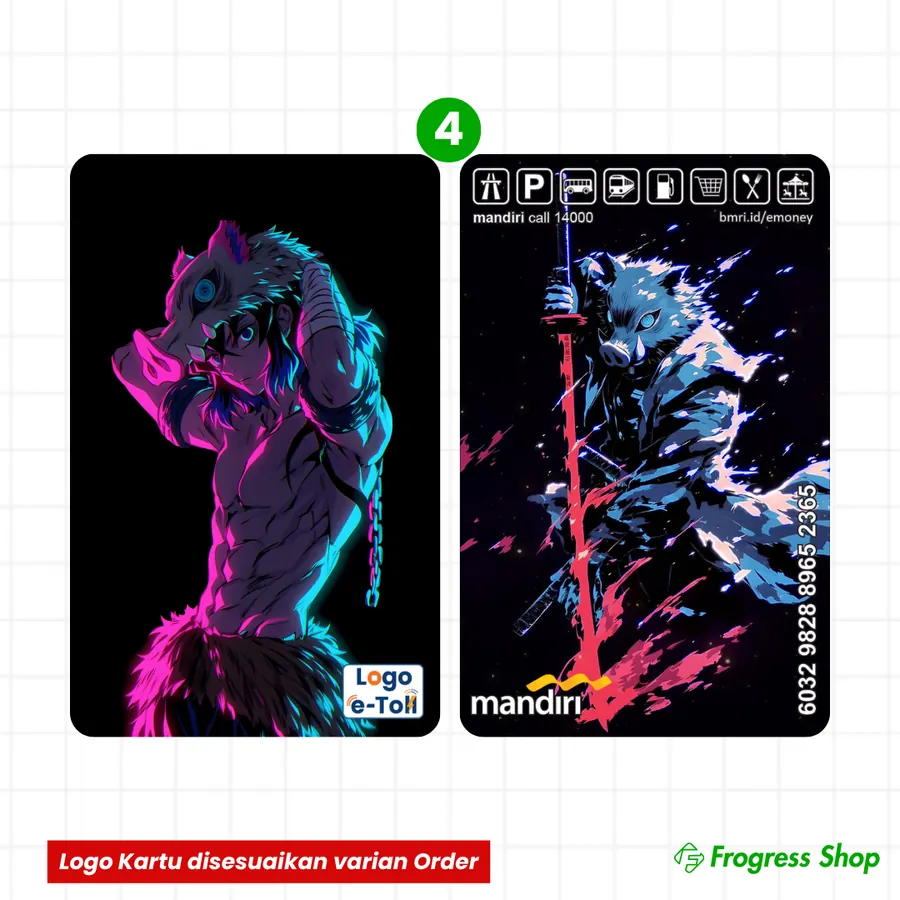 4
P
mandiri call 14000
bmri.id/emoney
6032 9828 8965 2365
Logo
e-Toll
mandiri
Logo Kartu disesuaikan varian Order
Frogress Shop